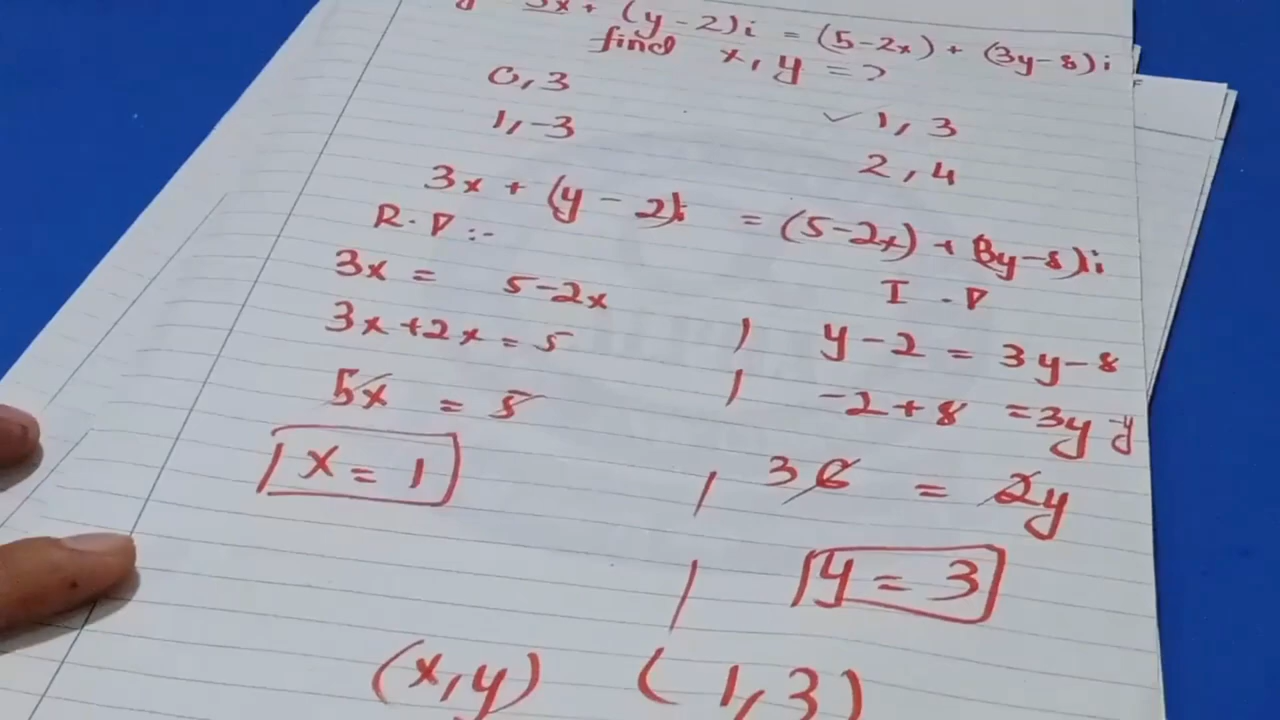 3x + (y-2)i = (5-2x) + (3y-8)i
find x, y = ?
0, 3
✓ 1, 3
1, -3
2, 4
3x + (y - 2)i = (5-2x) + (3y-8)i
R.P :-
I.P
3x = 5-2x
y - 2 = 3y-8
3x +2x = 5
-2+8 = 3y-y
5x = 5
x = 1
3 6 = 2y
y = 3
(x,y) (1,3)